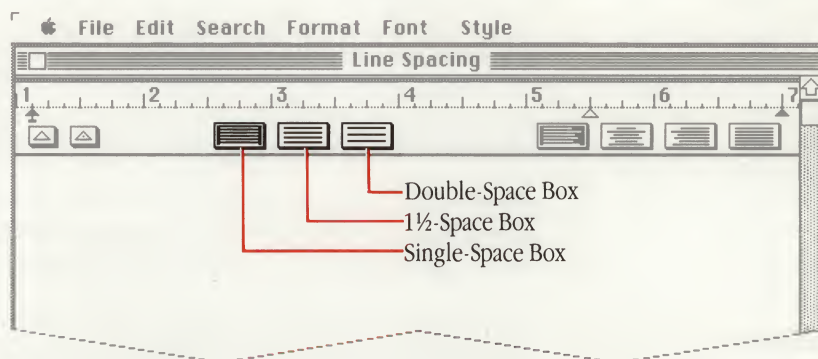 File Edit Search Format Font Style
Line Spacing
1 2 3 4 5 6 7
Double-Space Box
1½-Space Box
Single-Space Box